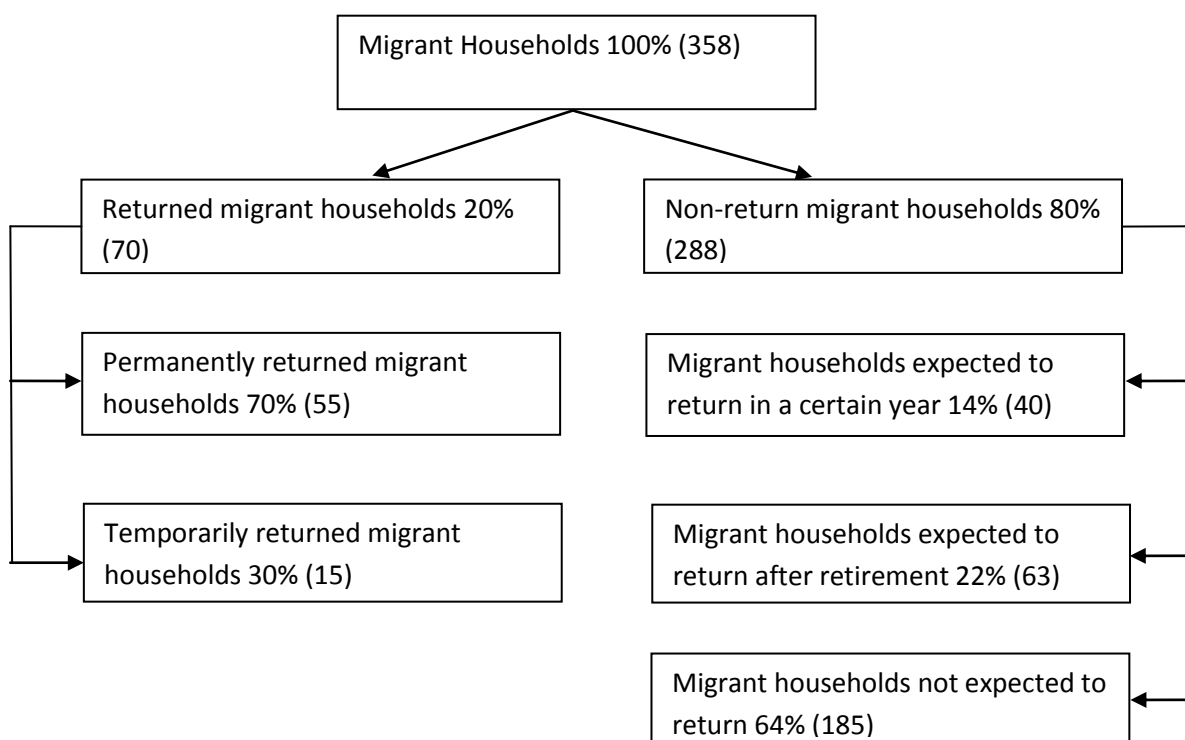 Migrant Households 100% (358)
Returned migrant households 20%
(70)
Non-return migrant households 80%
(288)
Permanently returned migrant
households 70% (55)
Migrant households expected to
return in a certain year 14% (40)
Temporarily returned migrant
households 30% (15)
Migrant households expected to
return after retirement 22% (63)
Migrant households not expected to
return 64% (185)